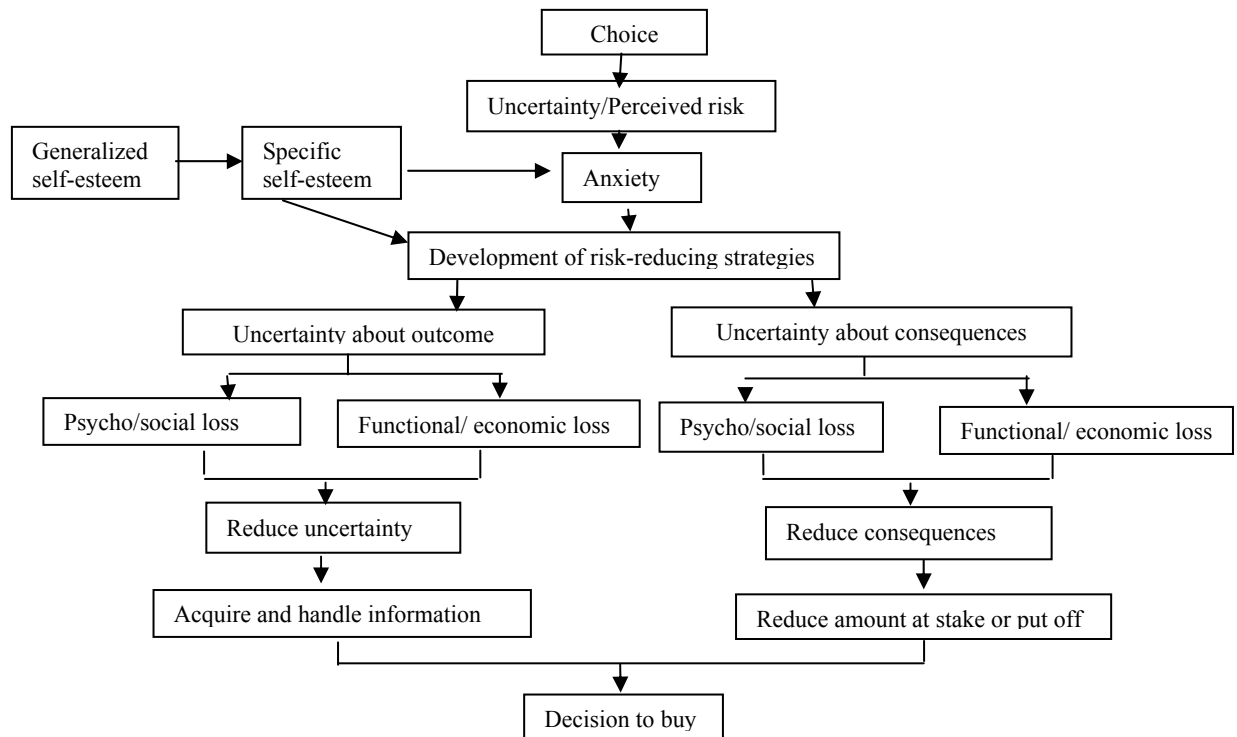 Choice
Uncertainty/Perceived risk
Generalized
self-esteem
Specific
self-esteem
Anxiety
Development of risk-reducing strategies
Uncertainty about outcome
Uncertainty about consequences
Psycho/social loss
Functional/ economic loss
Psycho/social loss
Functional/ economic loss
Reduce uncertainty
Reduce consequences
Acquire and handle information
Reduce amount at stake or put off
Decision to buy